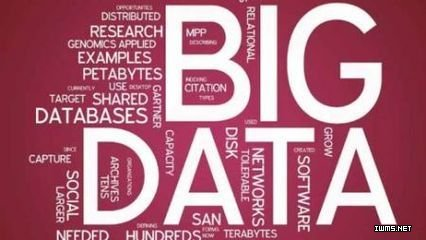 OPPORTUNITIES
DISTRIBUTED
RESEARCH
MPP
DESCRIBING
RELATIONAL
BIG
GENOMICS APPLIED
EXAMPLES
PETABYTES
INDEXING
CITATION
TYPES
CURRENTLY
USE
DESKTOP
TARGET
SHARED
GARTNER
DATABASES
DATA
CAPACITY
DISK
USED
NETWORKS
TOLERABLE
CREATED
SOFTWARE
GROW
SINCE
CAPTURE
SOCIAL
LARGER
ARCHIVES
TENS
ORGANIZATIONS
DEFINING
SAN
FORMS
NOW
TERABYTES
NEEDED
HUNDREDS
ZWMS.NET